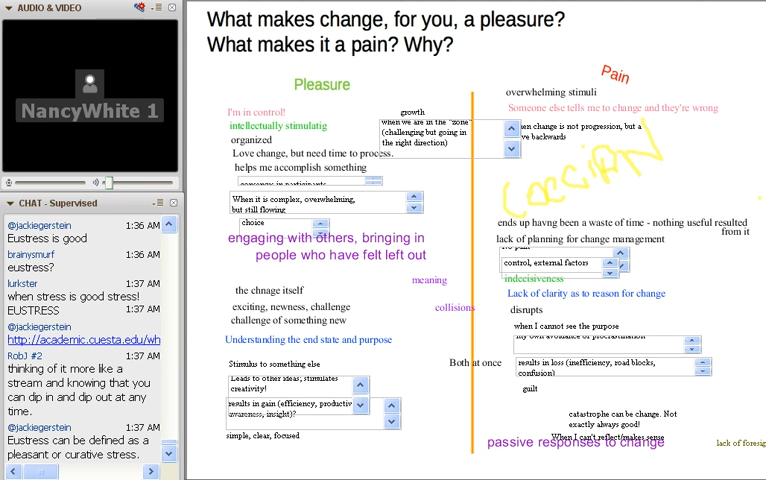 AUDIO & VIDEO
NancyWhite 1
CHAT - Supervised
@jackiegerstein 1:36 AM
Eustress is good
brainysmurf 1:36 AM
eustress?
lurkster 1:37 AM
when stress is good stress!
EUSTRESS 1:37 AM
@jackiegerstein
http://academic.cuesta.edu/wh
RobJ #2 1:37 AM
thinking of it more like a
stream and knowing that you
can dip in and dip out at any
time.
@jackiegerstein 1:37 AM
Eustress can be defined as a
pleasant or curative stress.
What makes change, for you, a pleasure?
What makes it a pain? Why?
Pleasure
I'm in control!
growth
intellectually stimulatig
when we are in the "zone"
(challenging but going in
the right direction)
organized
Love change, but need time to process.
helps me accomplish something
consensus in participants
When it is complex, overwhelming,
but still flowing
choice
engaging with others, bringing in
people who have felt left out
meaning
the chnage itself
exciting, newness, challenge
collisions
challenge of something new
Understanding the end state and purpose
Stimulus to something else
Both at once
Leads to other ideas; stimulates
creativity!
results in gain (efficiency, productiv
awareness, insight)?
simple, clear, focused
Pain
overwhelming stimuli
Someone else tells me to change and they're wrong
en change is not progression, but a
ve backwards
COERCION
ends up havng been a waste of time - nothing useful resulted
from it
lack of planning for change management
No pain
control, external factors
indecisiveness
Lack of clarity as to reason for change
disrupts
when I cannot see the purpose
my own avoidance or procrastination
results in loss (inefficiency, road blocks,
confusion)
guilt
catastrophe can be change. Not
exactly always good!
When I can't reflect/makes sense
passive responses to change
lack of foresig